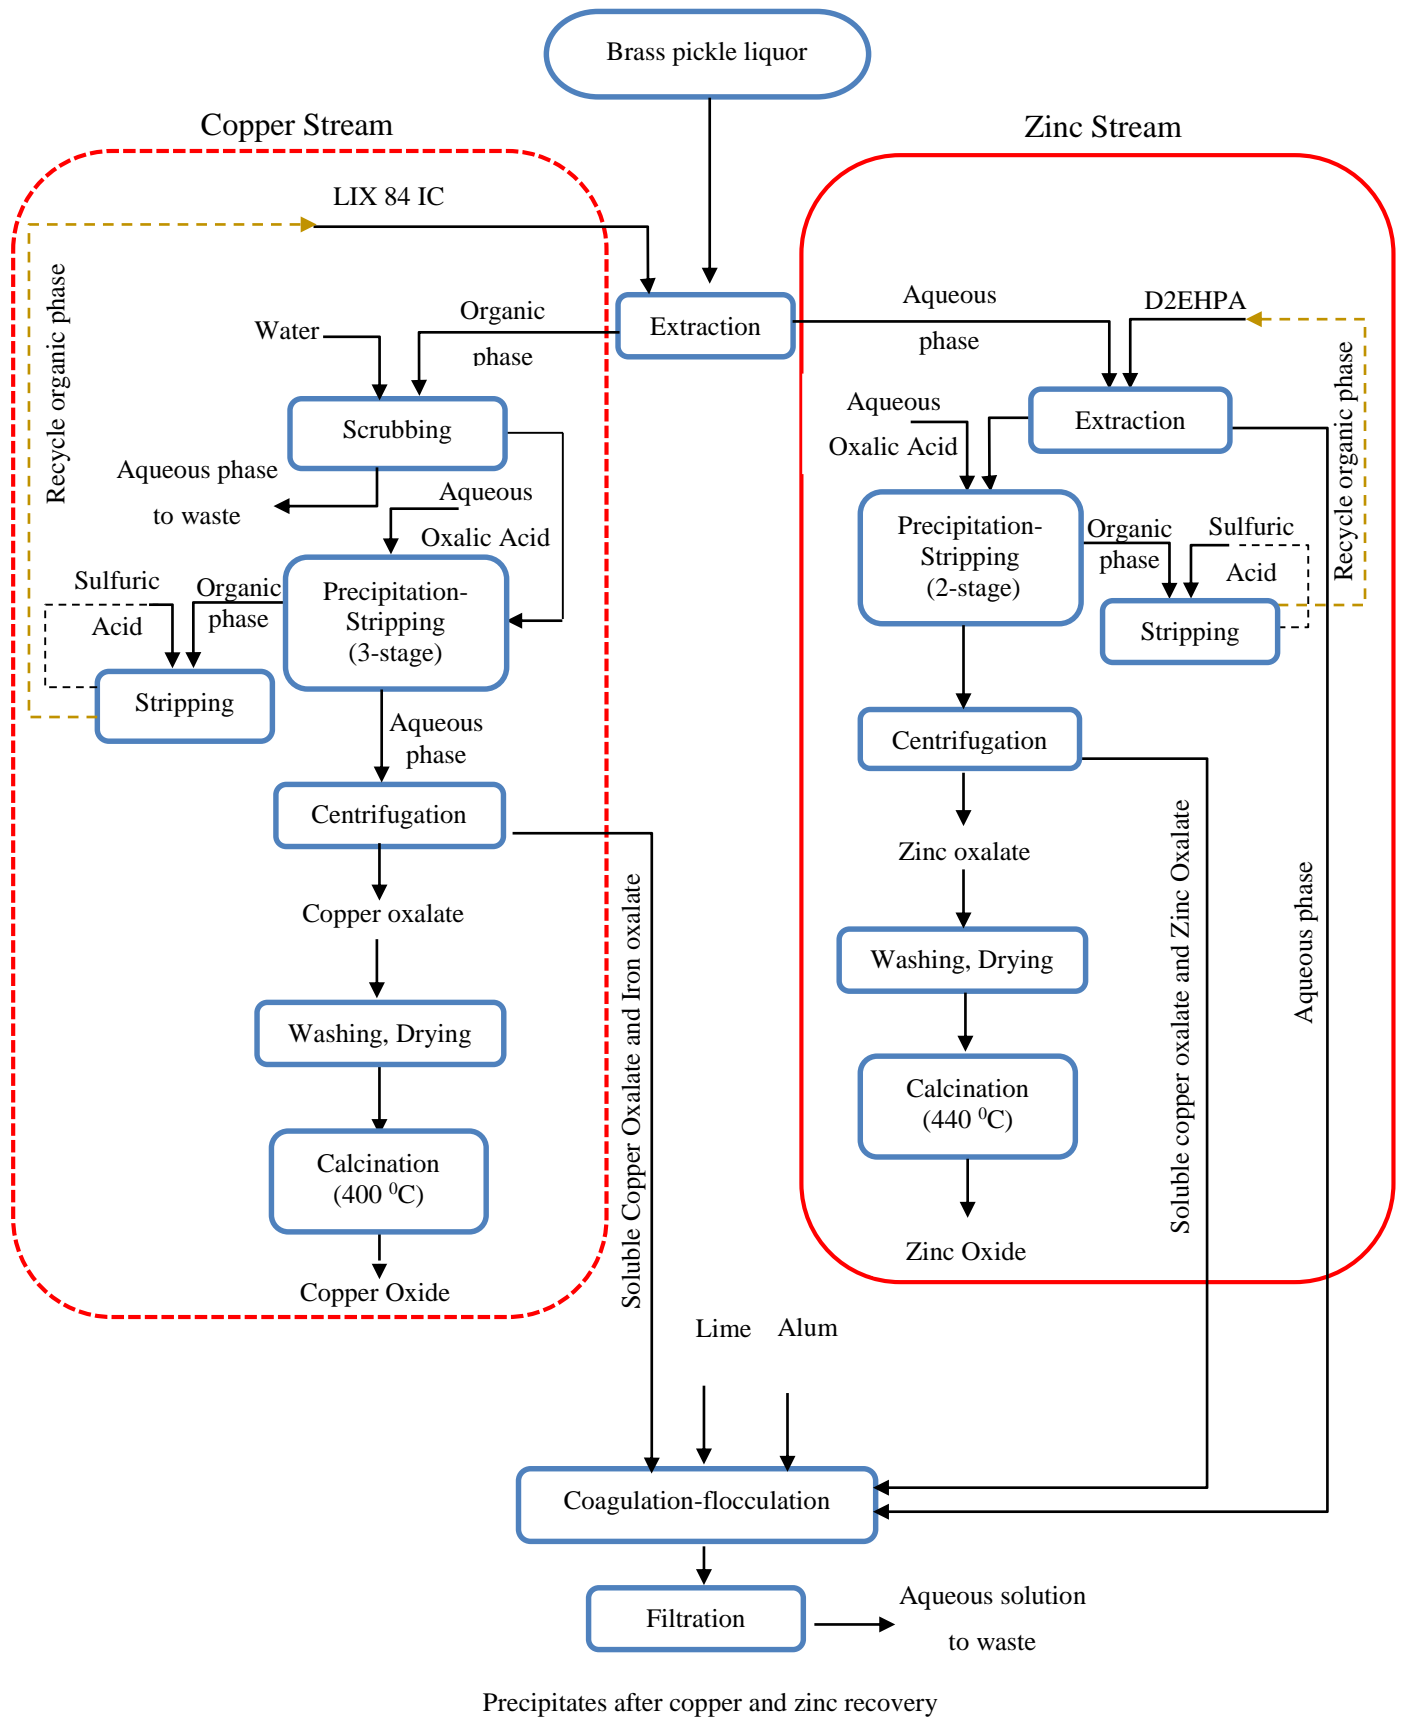 Brass pickle liquor
Copper Stream
Zinc Stream
LIX 84 IC
Recycle organic phase
Water
Organic
phase
Extraction
Aqueous
phase
D2EHPA
Recycle organic phase
Scrubbing
Aqueous phase
to waste
Aqueous
Oxalic Acid
Extraction
Aqueous
Oxalic Acid
Precipitation-
Stripping
(3-stage)
Organic
phase
Sulfuric
Acid
Stripping
Precipitation-
Stripping
(2-stage)
Organic
phase
Sulfuric
Acid
Stripping
Aqueous
phase
Centrifugation
Copper oxalate
Washing, Drying
Calcination
(400 ⁰C)
Copper Oxide
Soluble Copper Oxalate and Iron oxalate
Centrifugation
Zinc oxalate
Washing, Drying
Calcination
(440 ⁰C)
Zinc Oxide
Soluble copper oxalate and Zinc Oxalate
Aqueous phase
Lime
Alum
Coagulation-flocculation
Filtration
Aqueous solution
to waste
Precipitates after copper and zinc recovery